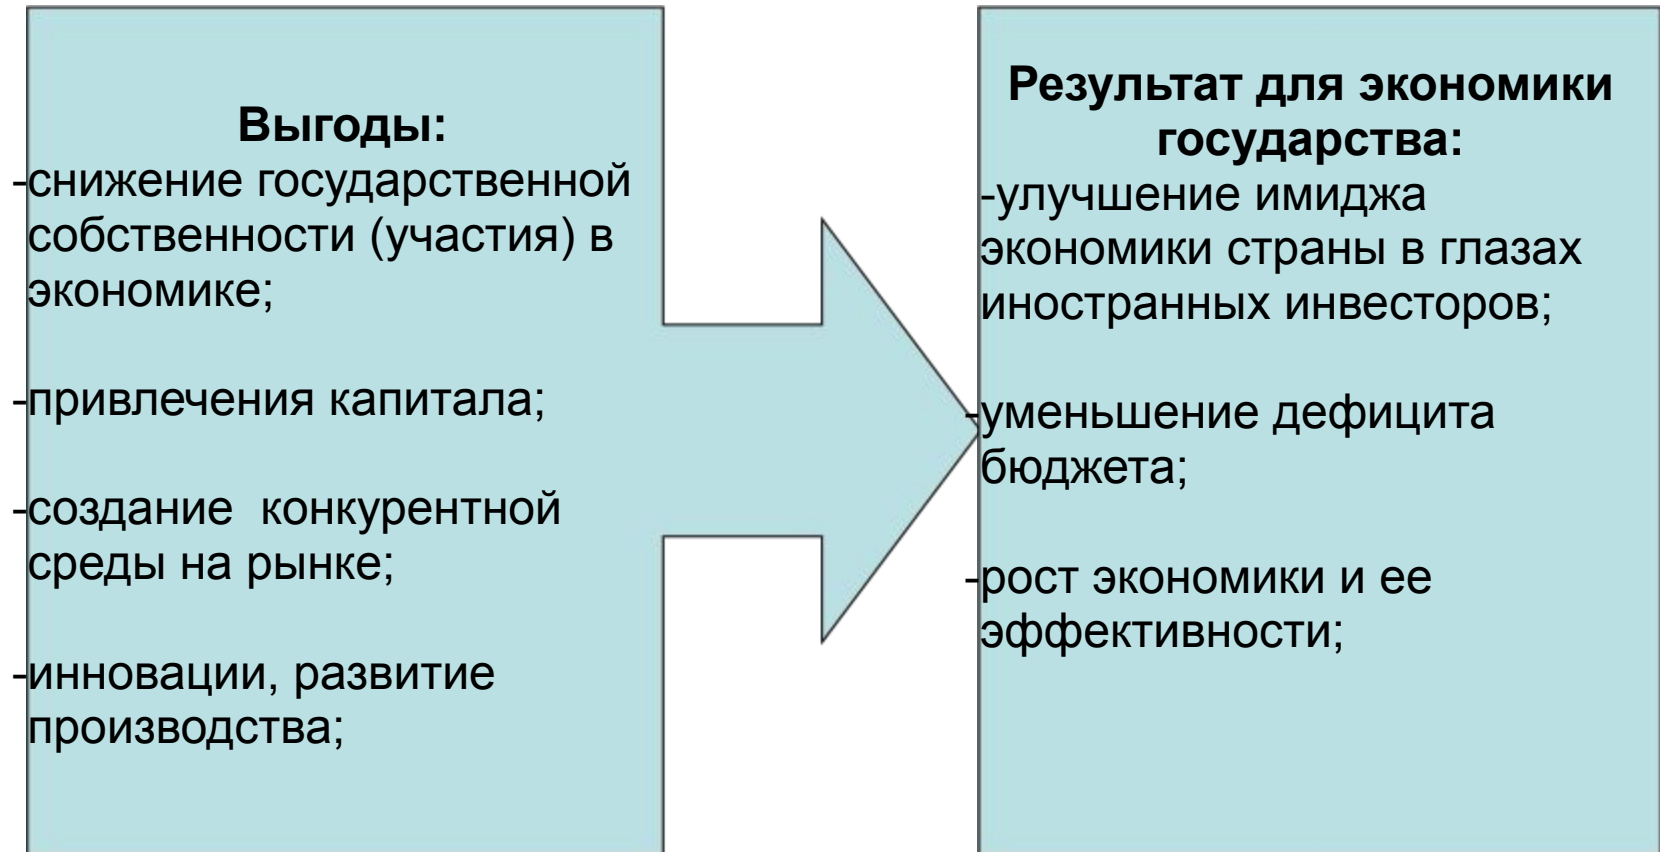 Выгоды:
-снижение государственной
собственности (участия) в
экономике;
-привлечения капитала;
-создание  конкурентной
среды на рынке;
-инновации, развитие
производства;
Результат для экономики
государства:
-улучшение имиджа
экономики страны в глазах
иностранных инвесторов;
-уменьшение дефицита
бюджета;
-рост экономики и ее
эффективности;